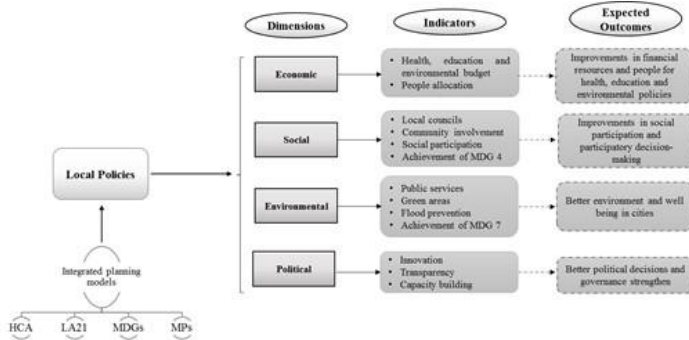 Dimensions
Indicators
Expected
Outcomes
Economic
• Health, education and
environmental budget
• People allocation
Improvements in financial
resources and people for
health, education and
environmental policies
Social
• Local councils
• Community involvement
• Social participation
• Achievement of MDG 4
Improvements in social
participation and
participatory decision-
making
Local Policies
Environmental
• Public services
• Green areas
• Flood prevention
• Achievement of MDG 7
Better environment and well
being in cities
Political
• Innovation
• Transparency
• Capacity building
Better political decisions and
governance strengthen
Integrated planning
models
HCA
LA21
MDGs
MPs